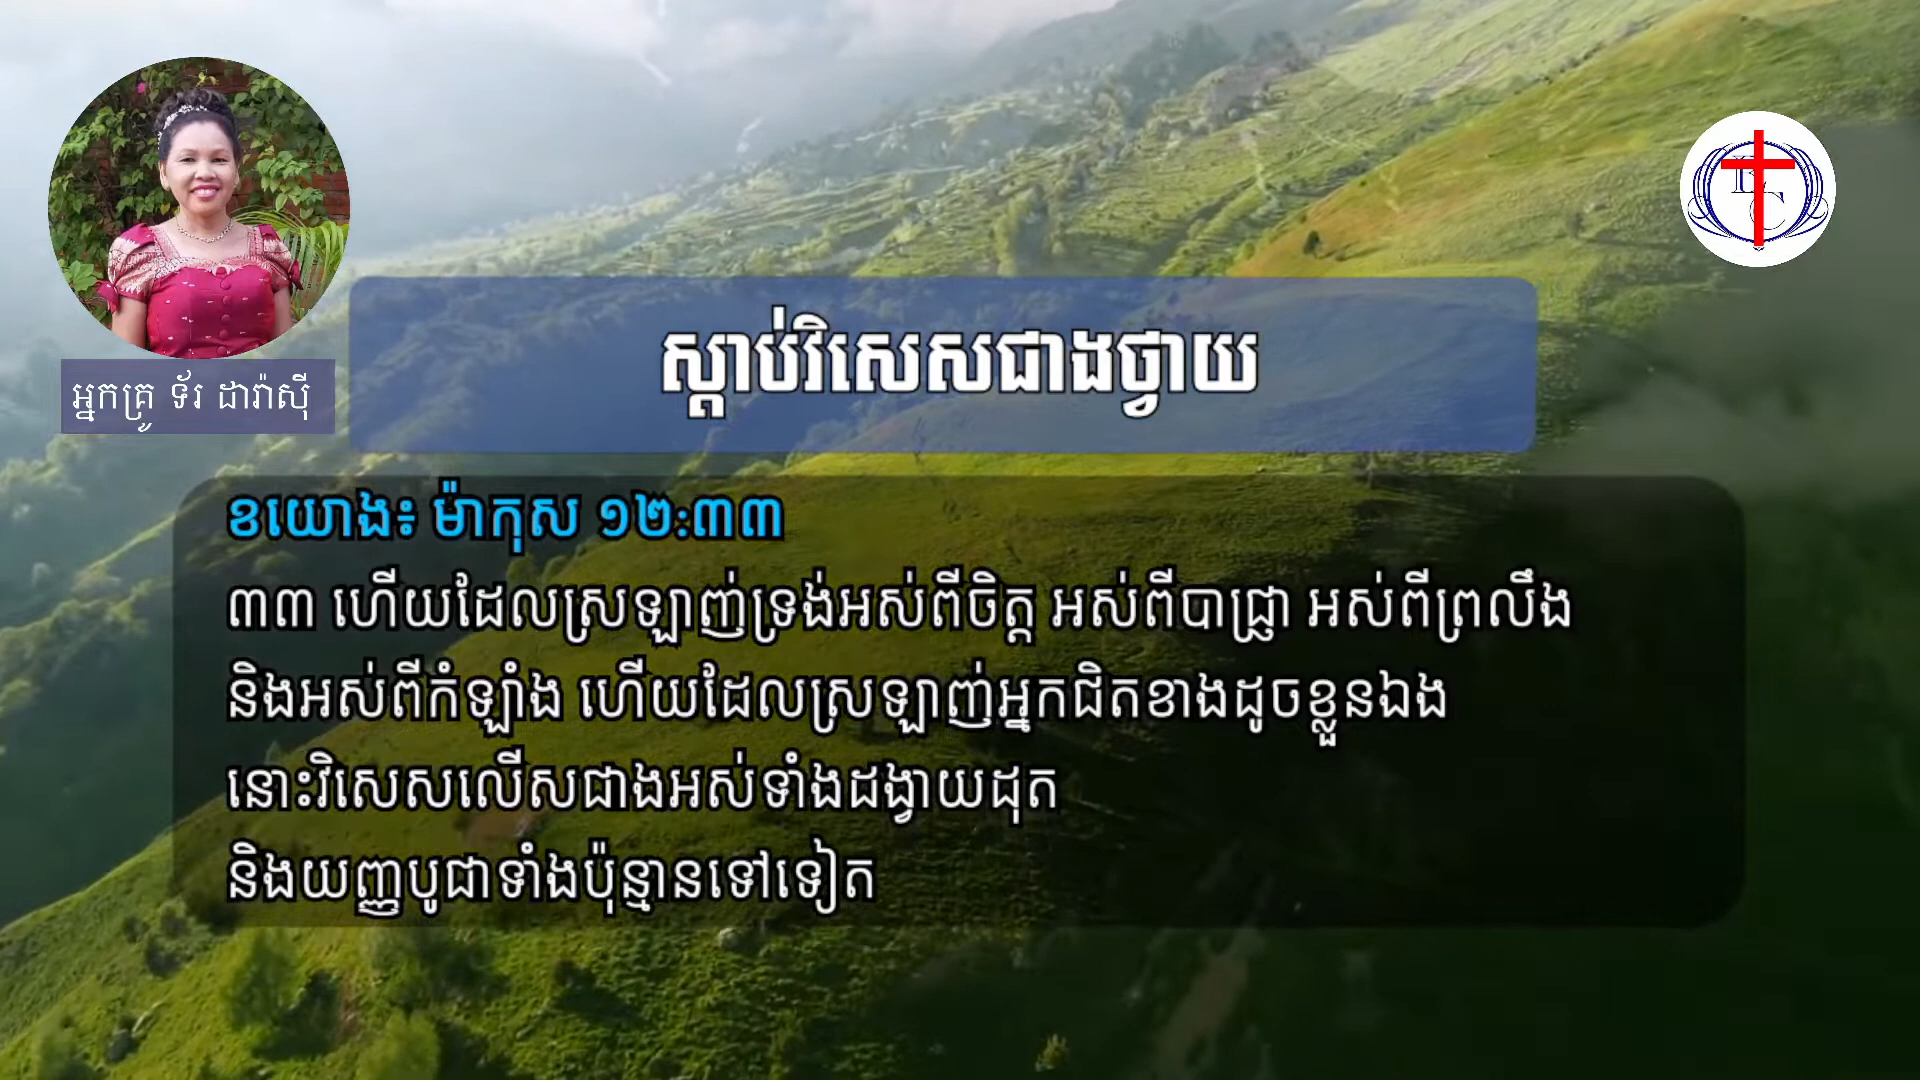 អ្នកគ្រូ ទ័រ ដារ៉ាស៊ី
ស្តាប់វិសេសជាងថ្វាយ
ខយោង៖ ម៉ាកុស ១២:៣៣
៣៣ ហើយដែលស្រឡាញ់ទ្រង់អស់ពីចិត្ត អស់ពីបាជ្ញា អស់ពីព្រលឹង
និងអស់ពីកំឡាំង ហើយដែលស្រឡាញ់អ្នកជិតខាងដូចខ្លួនឯង
នោះវិសេសលើសជាងអស់ទាំងដង្វាយដុត
និងយញ្ញបូជាទាំងប៉ុន្មានទៅទៀត